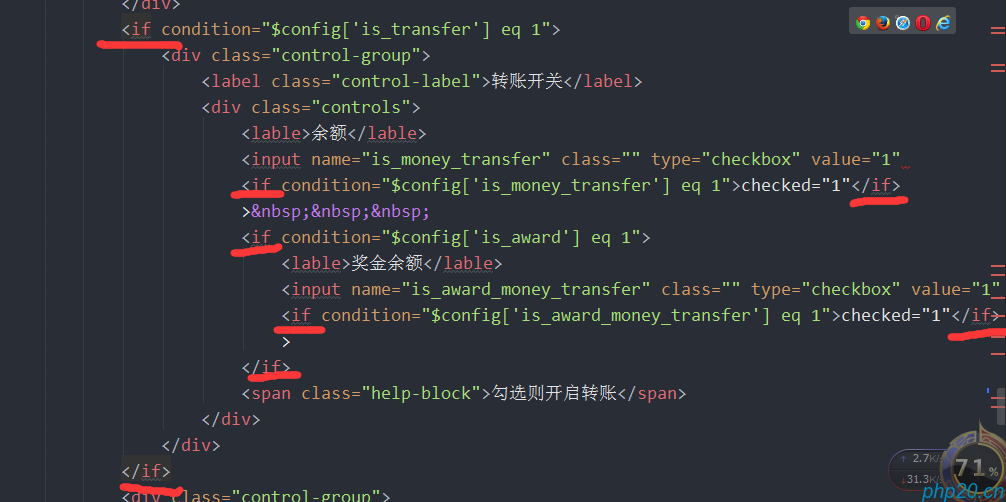 </div>
<if condition="$config['is_transfer'] eq 1">
<div class="control-group">
<label class="control-label">转账开关</label>
<div class="controls">
<lable>余额</lable>
<input name="is_money_transfer" class="" type="checkbox" value="1"
<if condition="$config['is_money_transfer'] eq 1">checked="1"</if>
>&nbsp;&nbsp;&nbsp;
<if condition="$config['is_award'] eq 1">
<lable>奖金余额</lable>
<input name="is_award_money_transfer" class="" type="checkbox" value="1"
<if condition="$config['is_award_money_transfer'] eq 1">checked="1"</if>
>
</if>
<span class="help-block">勾选则开启转账</span>
</div>
</div>
</if>
<div class="control-group">
↑ 2.7K/s
↓31.3K/s
71%
php20.cn